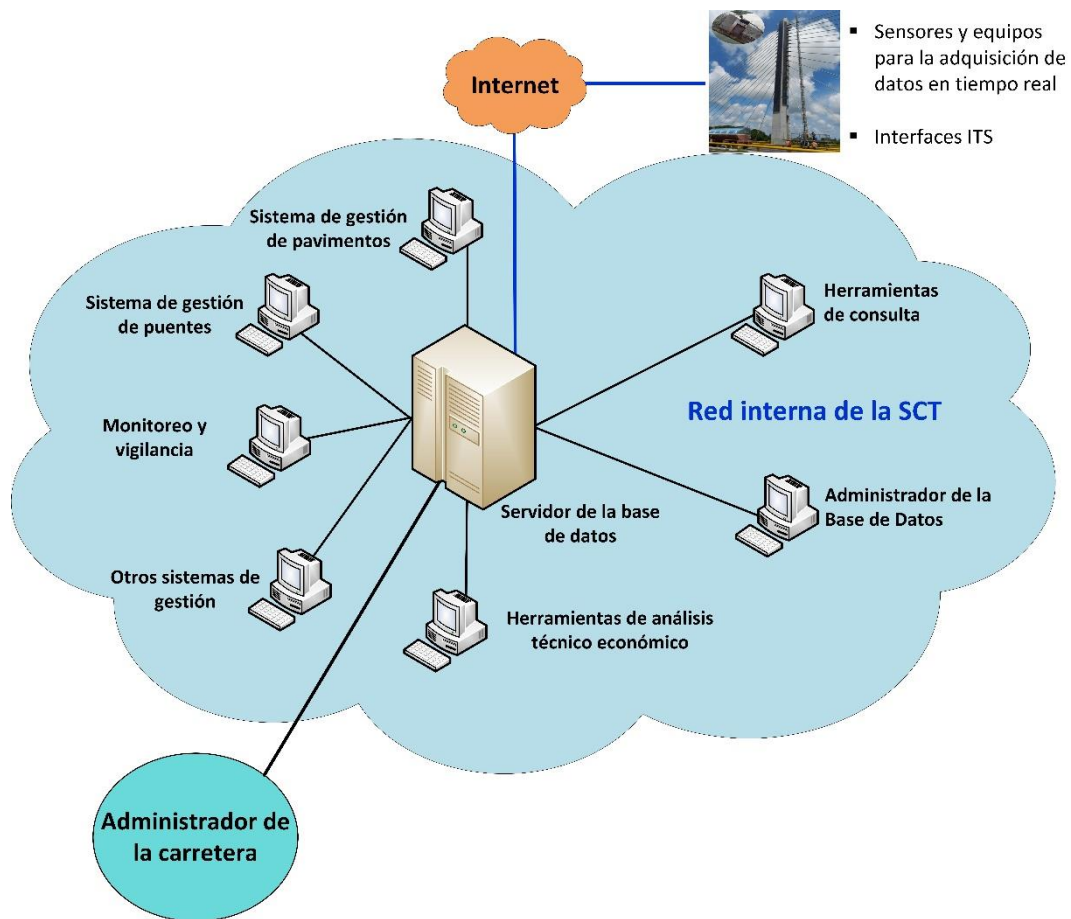 Internet
▪ Sensores y equipos
para la adquisición de
datos en tiempo real
▪ Interfaces ITS
Sistema de gestión
de pavimentos
Sistema de gestión
de puentes
Herramientas
de consulta
Monitoreo y
vigilancia
Red interna de la SCT
Servidor de la base
de datos
Administrador de la
Base de Datos
Otros sistemas de
gestión
Herramientas de análisis
técnico económico
Administrador de
la carretera